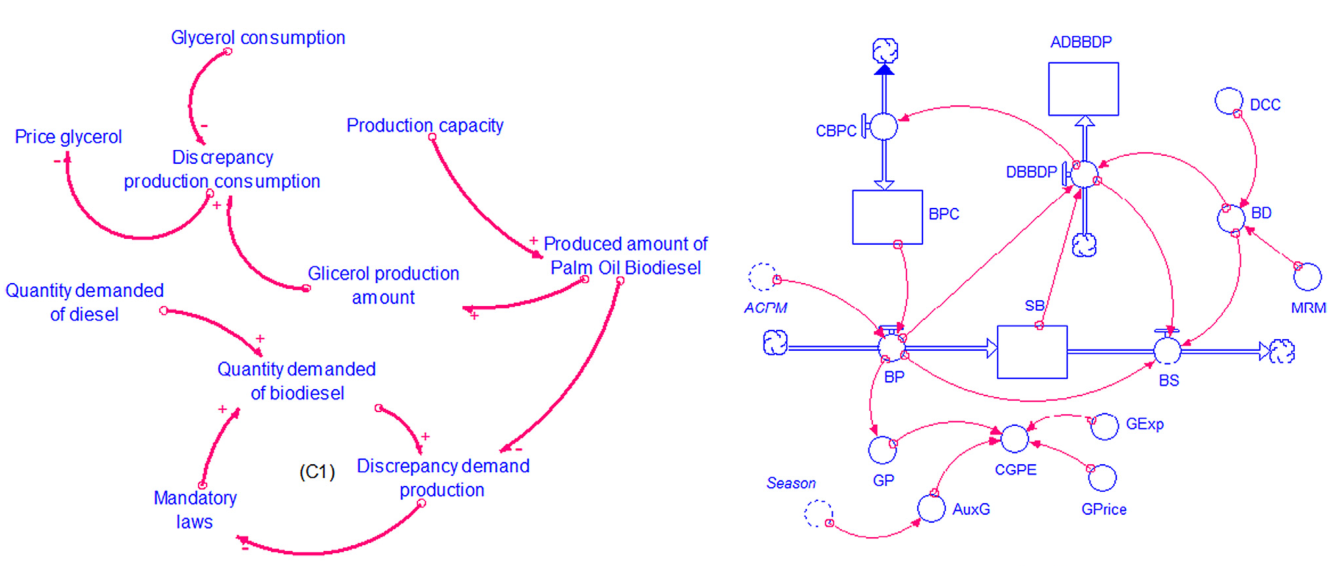 Glycerol consumption
-
Price glycerol
-
Discrepancy
production consumption
+
Production capacity
+
Produced amount of
Palm Oil Biodiesel
Glicerol production
amount
+
Quantity demanded
of diesel
+
Quantity demanded
of biodiesel
+
+
-
(C1)
Discrepancy demand
production
Mandatory
laws
-
ADBBDP
DCC
CBPC
DBBDP
BPC
BD
ACPM
SB
MRM
BP
BS
GExp
GP
CGPE
Season
AuxG
GPrice